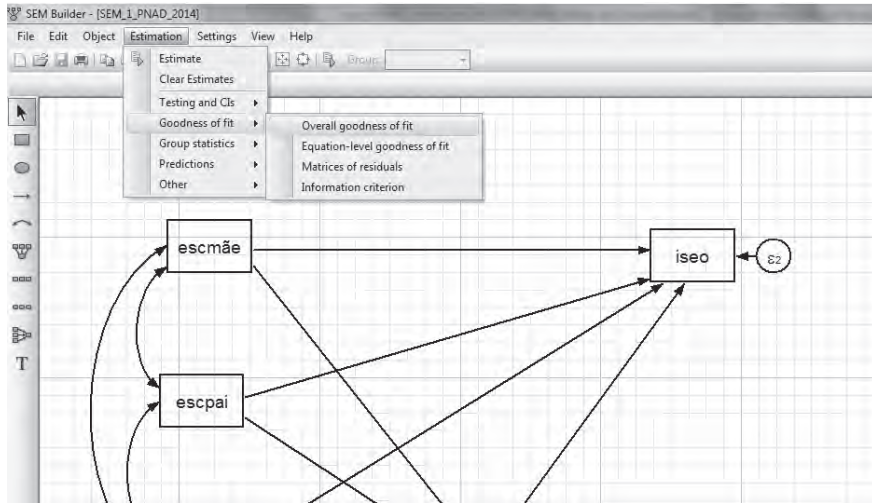 SEM Builder - [SEM_1_PNAD_2014]
File Edit Object Estimation Settings View Help
Group:
Estimate
Clear Estimates
Testing and CIs
Goodness of fit
Group statistics
Predictions
Other
Overall goodness of fit
Equation-level goodness of fit
Matrices of residuals
Information criterion
T
escmãe
iseo
ε2
escpai